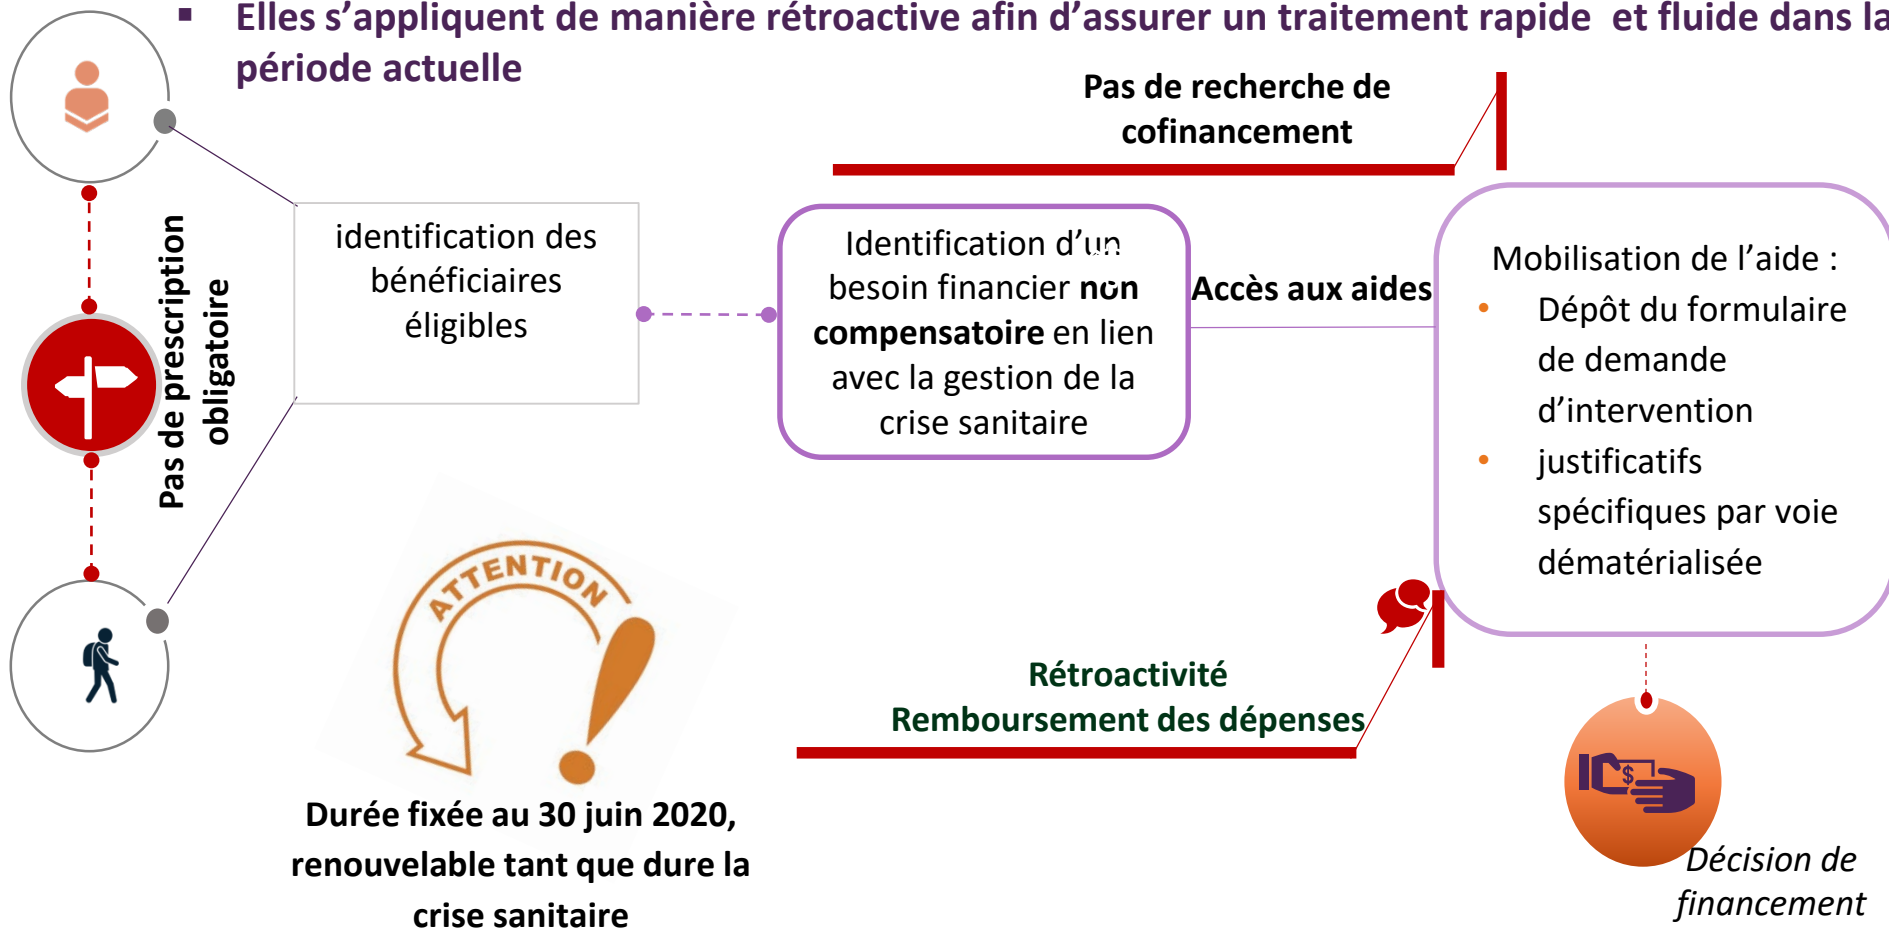 ▪ Elles s’appliquent de manière rétroactive afin d’assurer un traitement rapide et fluide dans la
période actuelle
Pas de recherche de
cofinancement
Pas de prescription
obligatoire
identification des
bénéficiaires
éligibles
Identification d’un
besoin financier non
compensatoire en lien
avec la gestion de la
crise sanitaire
Accès aux aides
Mobilisation de l’aide :
• Dépôt du formulaire
de demande
d’intervention
• justificatifs
spécifiques par voie
dématérialisée
ATTENTION
Rétroactivité
Remboursement des dépenses
$
Durée fixée au 30 juin 2020,
renouvelable tant que dure la
crise sanitaire
Décision de
financement